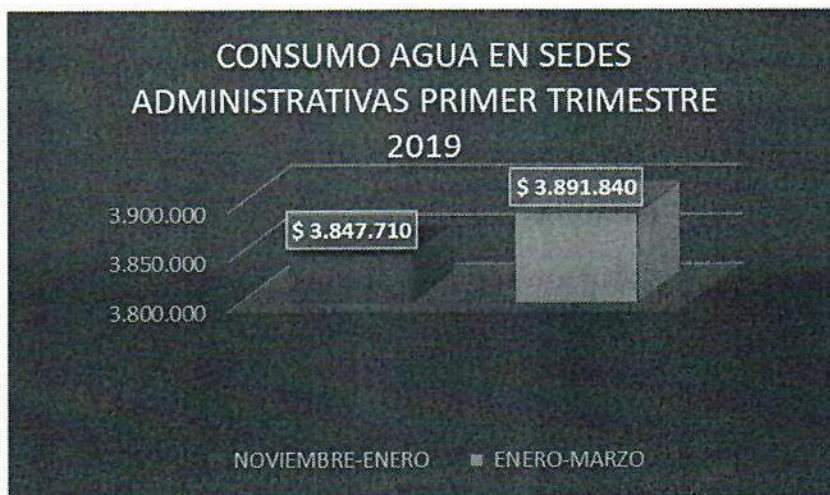 CONSUMO AGUA EN SEDES
ADMINISTRATIVAS PRIMER TRIMESTRE
2019
$ 3.891.840
3.900.000
$ 3.847.710
3.850.000
3.800.000
NOVIEMBRE-ENERO
ENERO-MARZO